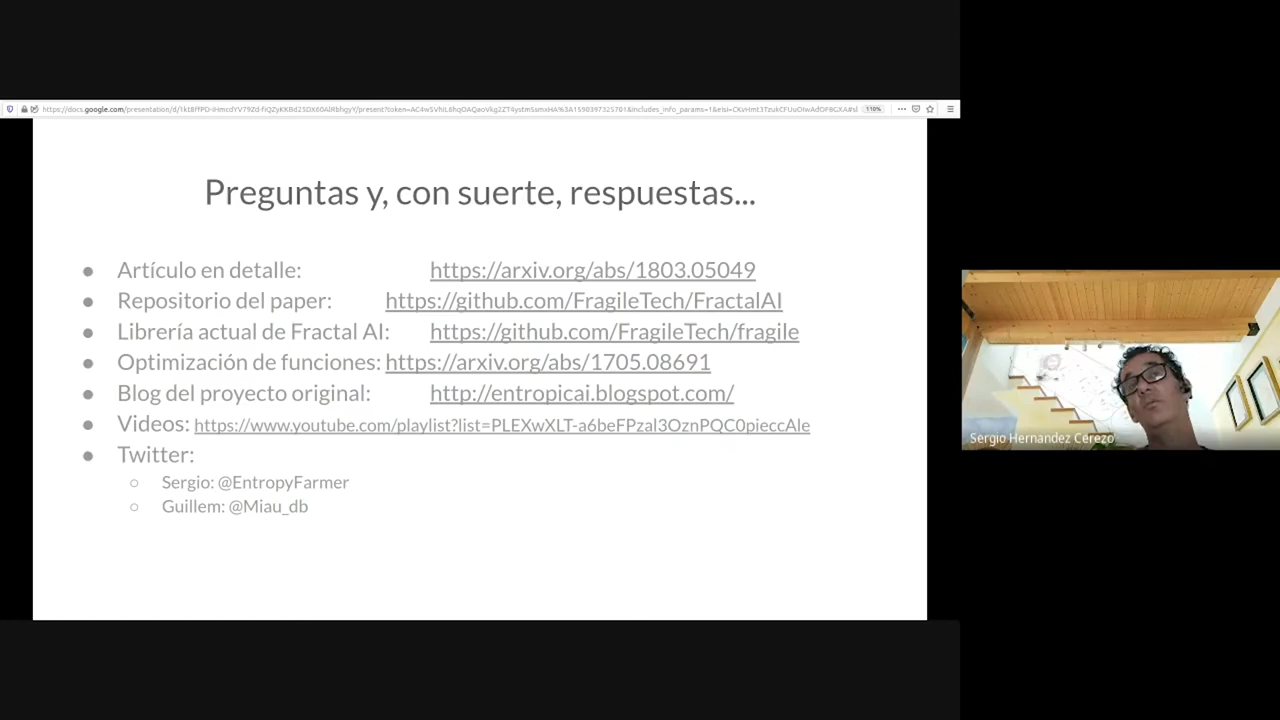 Preguntas y, con suerte, respuestas...
● Artículo en detalle: https://arxiv.org/abs/1803.05049
● Repositorio del paper: https://github.com/FragileTech/FractalAI
● Librería actual de Fractal AI: https://github.com/FragileTech/fragile
● Optimización de funciones: https://arxiv.org/abs/1705.08691
● Blog del proyecto original: http://entropicai.blogspot.com/
● Videos: https://www.youtube.com/playlist?list=PLEXwXLT-a6beFPzal3OznPQC0pieccAle
● Twitter:
○ Sergio: @EntropyFarmer
○ Guillem: @Miau_db
110%
Sergio Hernandez Cerezo